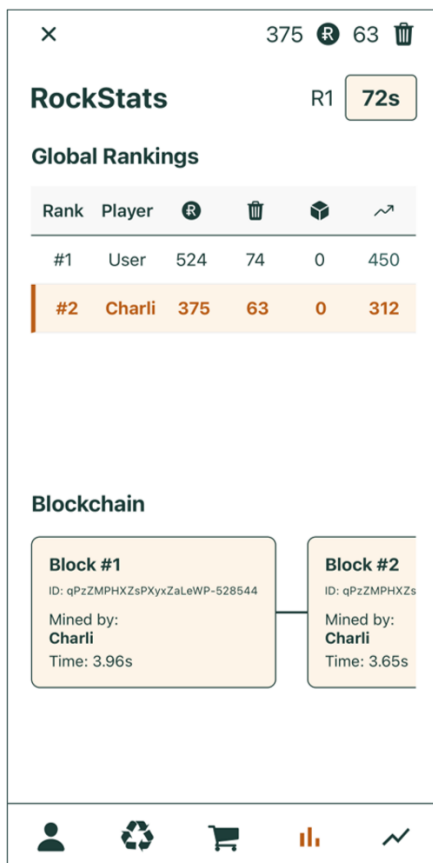 375 63
RockStats R1 72s
Global Rankings
Rank Player
#1 User 524 74 0 450
#2 Charli 375 63 0 312
Blockchain
Block #1
ID: qPzZMPHXZsPXyxZaLeWP-528544
Mined by:
Charli
Time: 3.96s
Block #2
ID: qPzZMPHXZs
Mined by:
Charli
Time: 3.65s